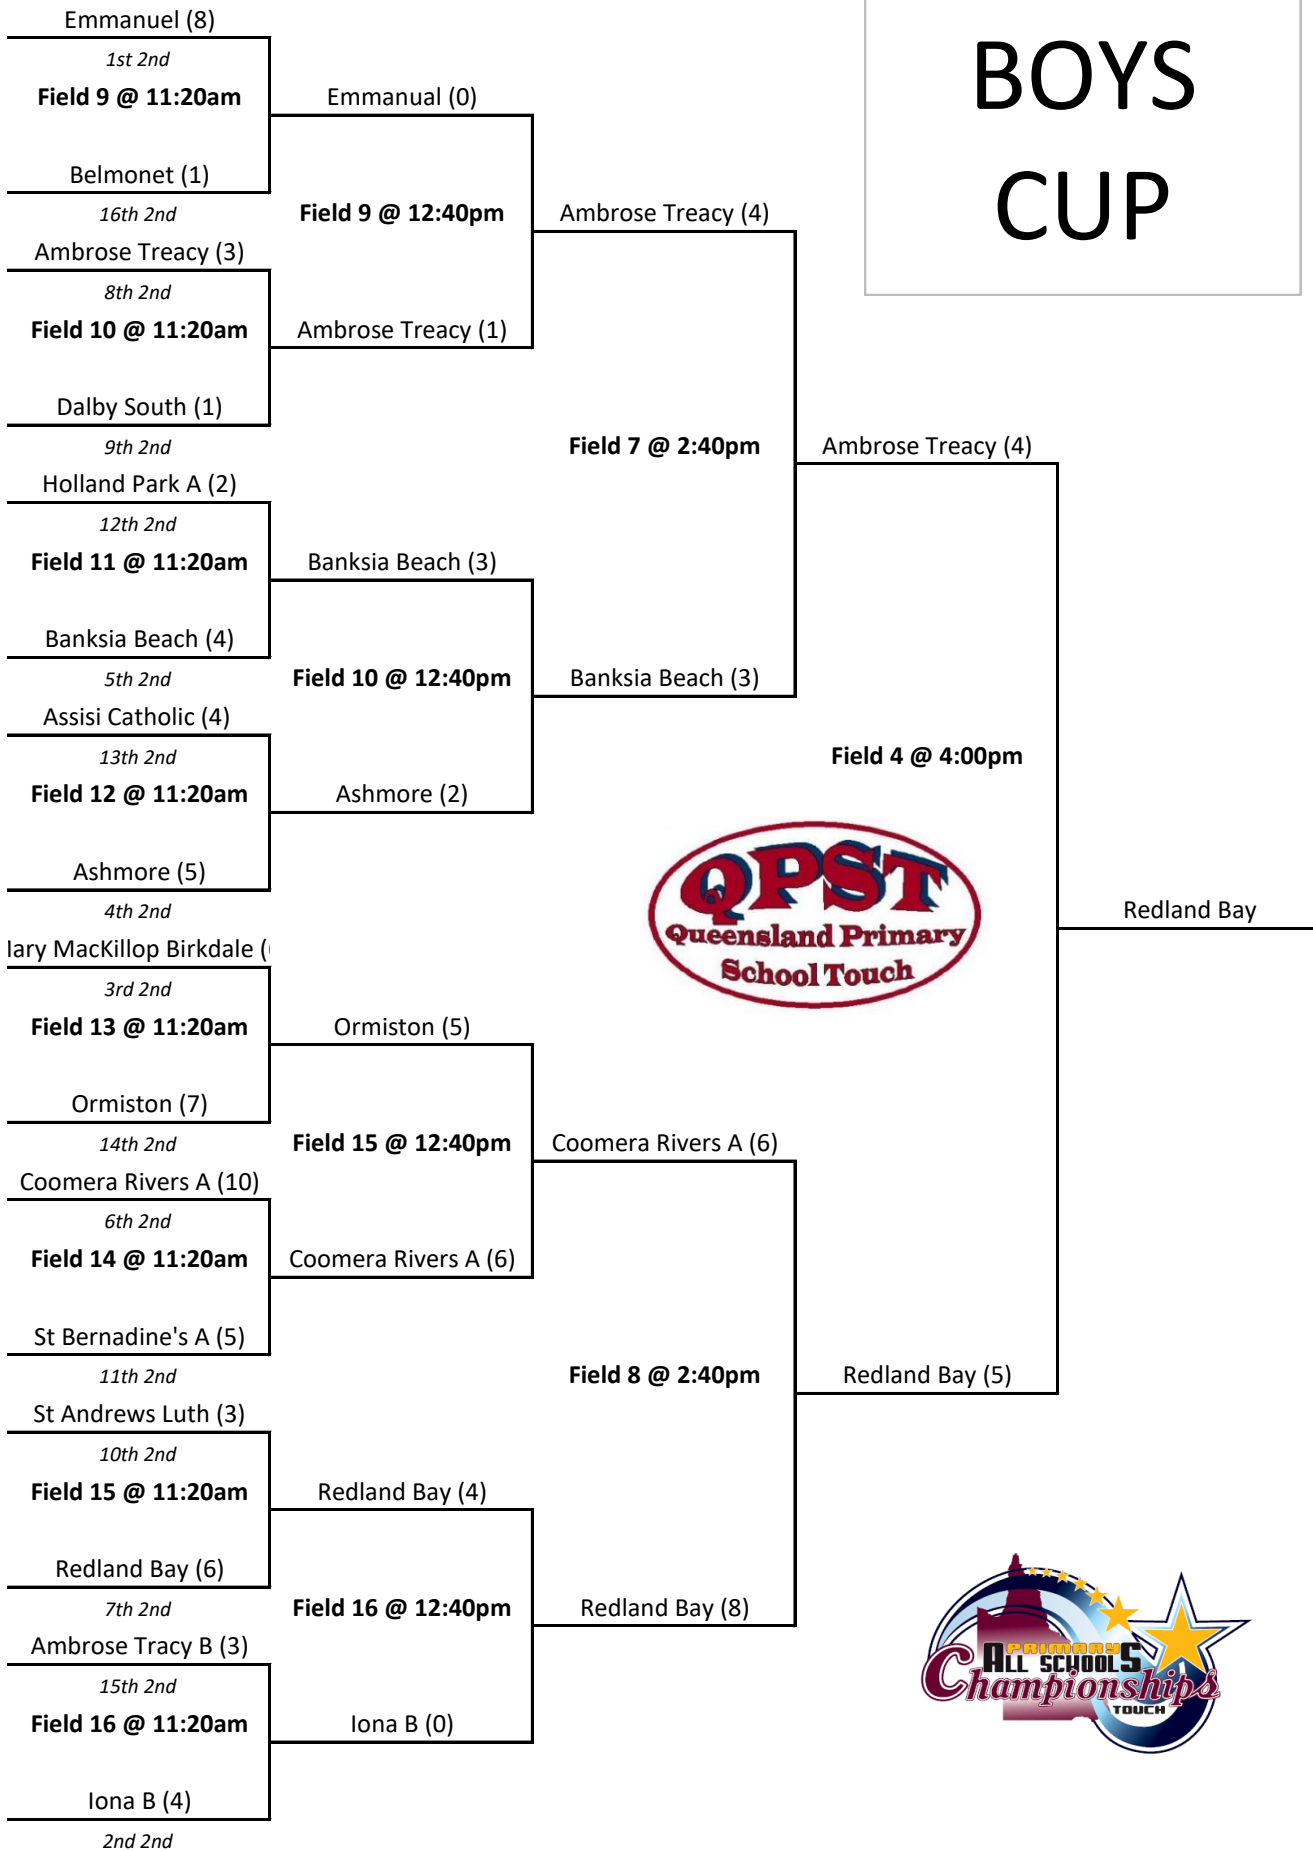 Emmanuel (8)
1st 2nd
Field 9 @ 11:20am
Belmonet (1)
16th 2nd
Ambrose Treacy (3)
8th 2nd
Field 10 @ 11:20am
Dalby South (1)
9th 2nd
Holland Park A (2)
12th 2nd
Field 11 @ 11:20am
Banksia Beach (4)
5th 2nd
Assisi Catholic (4)
13th 2nd
Field 12 @ 11:20am
Ashmore (5)
4th 2nd
lary MacKillop Birkdale (
3rd 2nd
Field 13 @ 11:20am
Ormiston (7)
14th 2nd
Coomera Rivers A (10)
6th 2nd
Field 14 @ 11:20am
St Bernadine's A (5)
11th 2nd
St Andrews Luth (3)
10th 2nd
Field 15 @ 11:20am
Redland Bay (6)
7th 2nd
Ambrose Tracy B (3)
15th 2nd
Field 16 @ 11:20am
Iona B (4)
2nd 2nd
Emmanual (0)
Field 9 @ 12:40pm
Ambrose Treacy (1)
Banksia Beach (3)
Field 10 @ 12:40pm
Ashmore (2)
Ormiston (5)
Field 15 @ 12:40pm
Coomera Rivers A (6)
Redland Bay (4)
Field 16 @ 12:40pm
Iona B (0)
Ambrose Treacy (4)
Field 7 @ 2:40pm
Banksia Beach (3)
Coomera Rivers A (6)
Field 8 @ 2:40pm
Redland Bay (8)
Ambrose Treacy (4)
Field 4 @ 4:00pm
Redland Bay (5)
Redland Bay
BOYS
CUP
QPST
Queensland Primary
School Touch
PRIMARY
ALL SCHOOLS
Championships
TOUCH